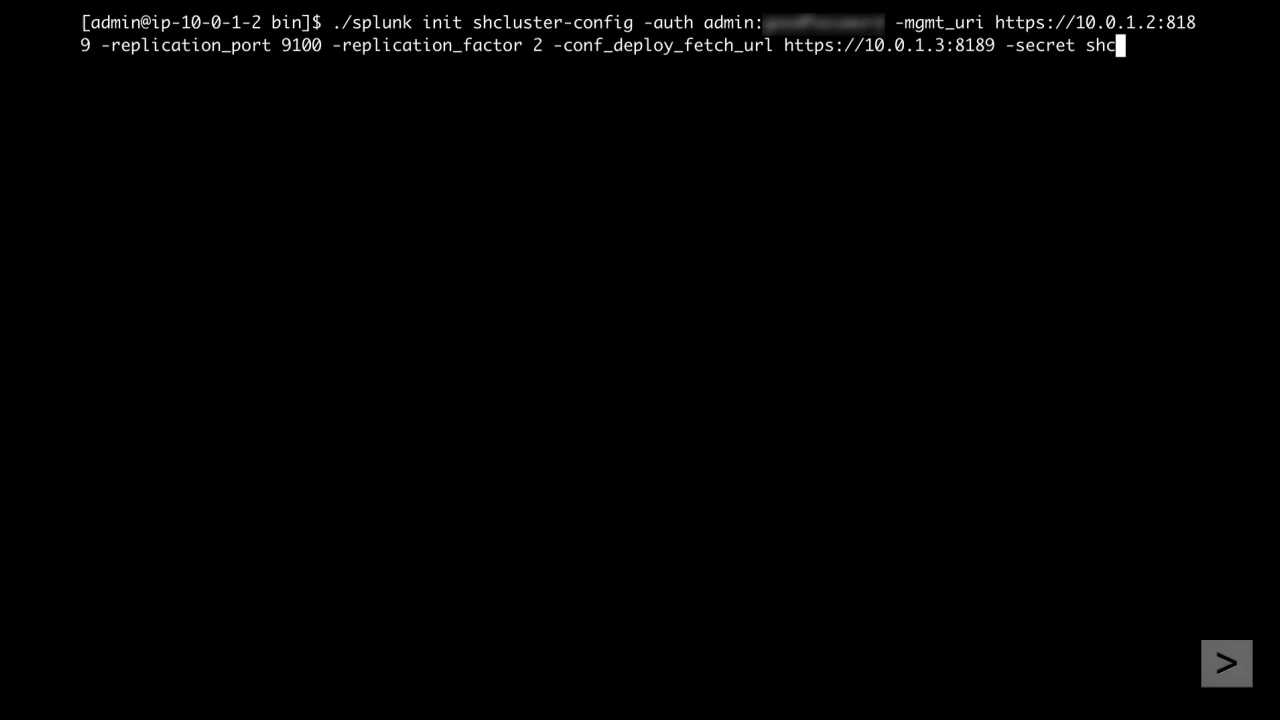 [admin@ip-10-0-1-2 bin]$ ./splunk init shcluster-config -auth admin: -mgmt_uri https://10.0.1.2:818
9 -replication_port 9100 -replication_factor 2 -conf_deploy_fetch_url https://10.0.1.3:8189 -secret shc
>